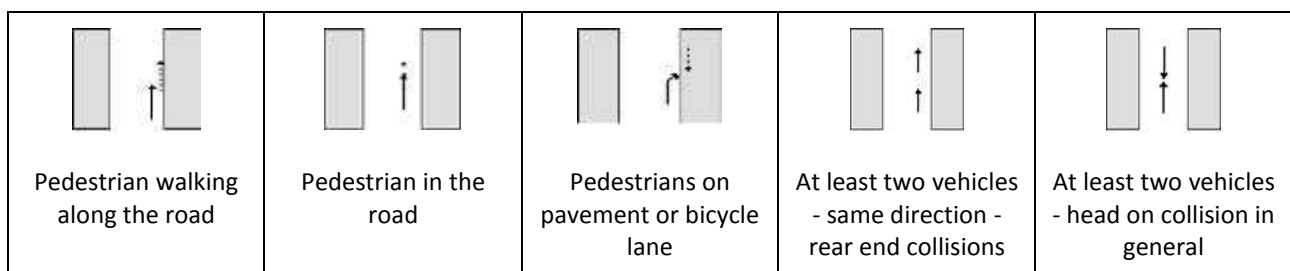 Pedestrian walking
along the road
Pedestrian in the
road
Pedestrians on
pavement or bicycle
lane
At least two vehicles
- same direction -
rear end collisions
At least two vehicles
- head on collision in
general